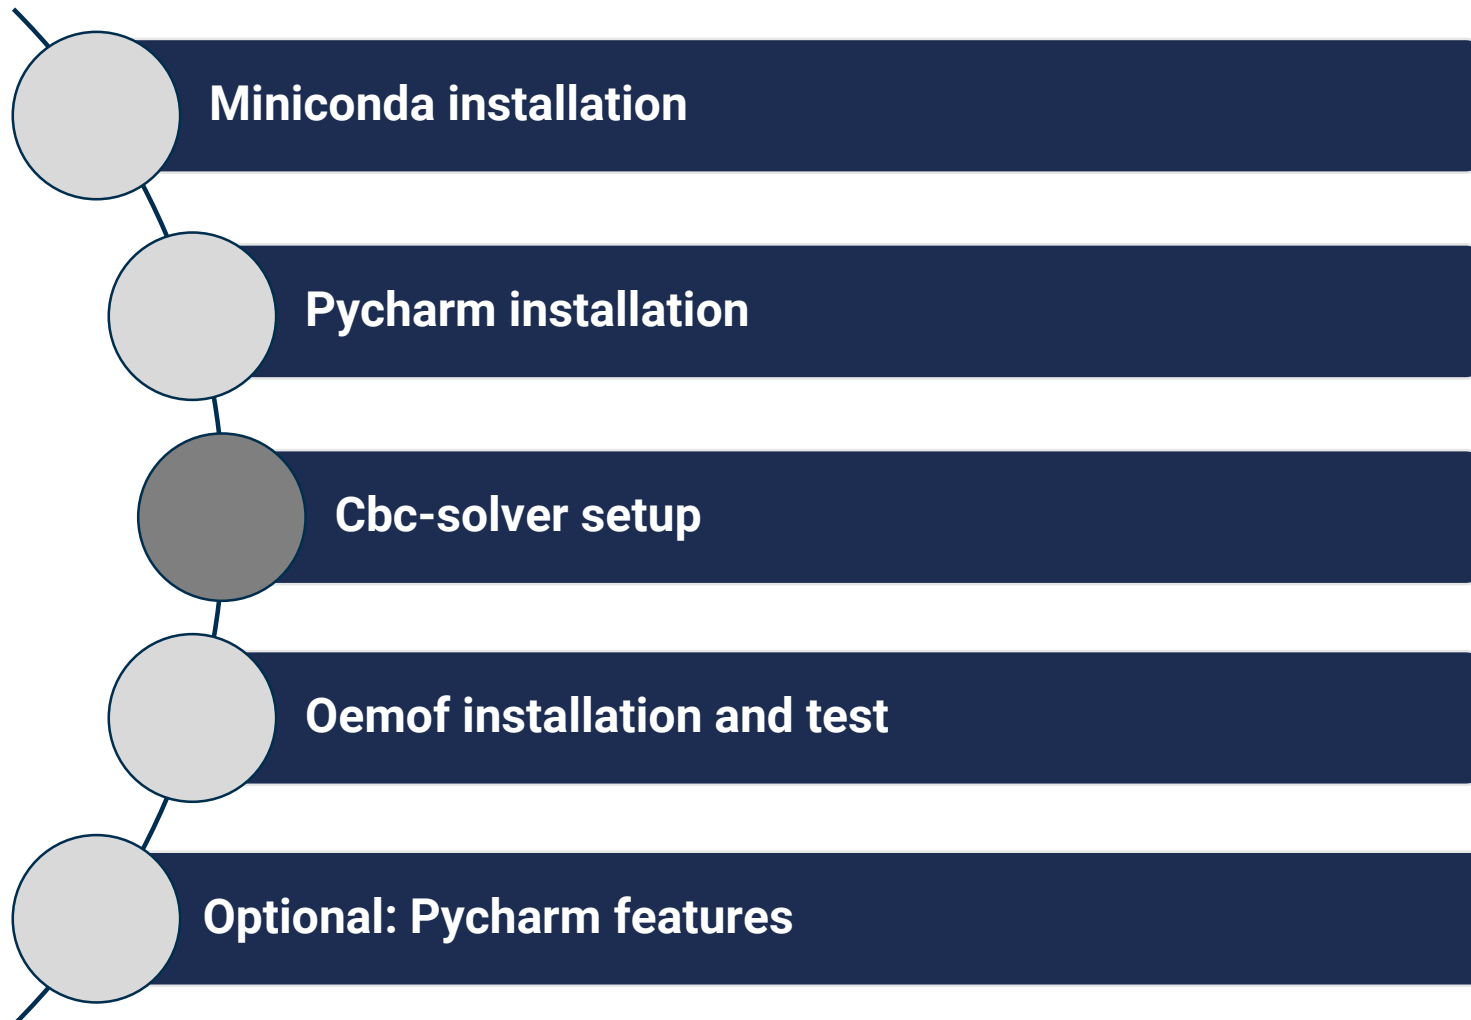 Miniconda installation
Pycharm installation
Cbc-solver setup
Oemof installation and test
Optional: Pycharm features